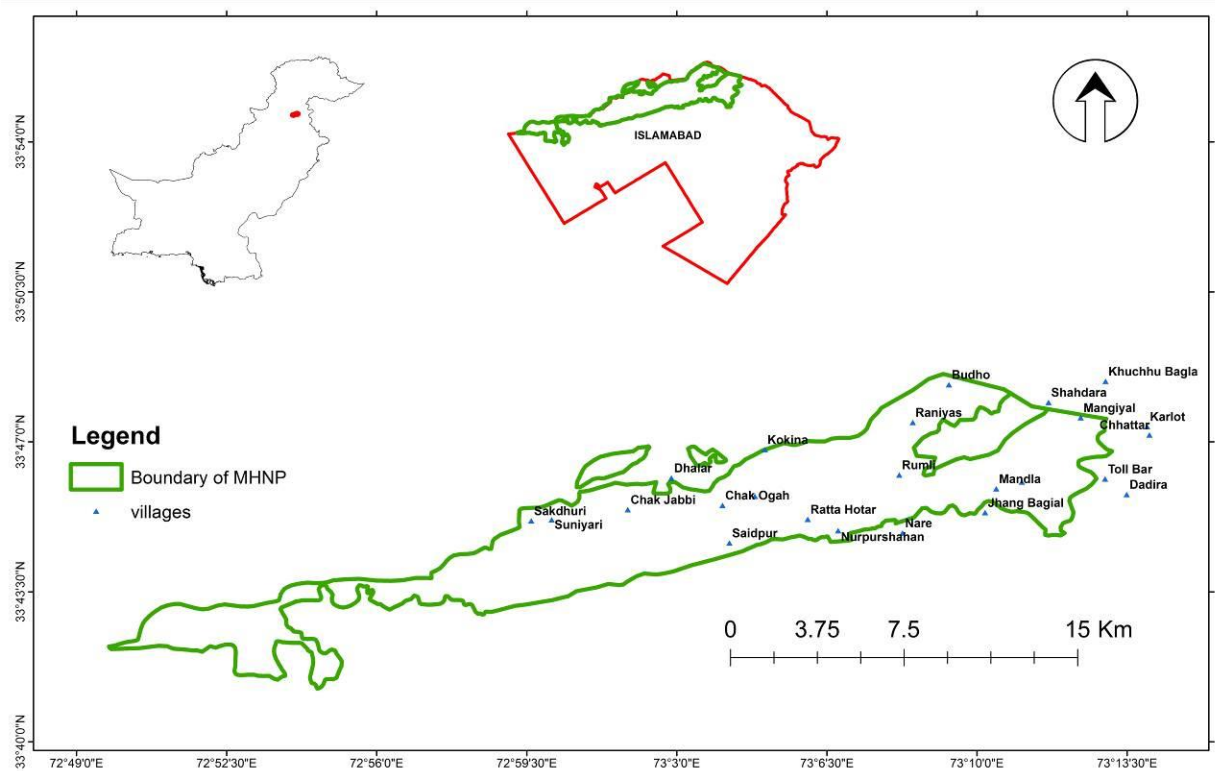 ISLAMABAD
33°54'0"N
33°50'30"N
33°47'0"N
33°43'30"N
33°40'0"N
Budho
Khuchhu Bagla
Shahdara
Raniyas
Mangiyal
Karlot
Chhattar
Kokina
Legend
Boundary of MHNP
villages
Dhalar
Rumli
Toll Bar
Mandla
Dadira
Chak Jabbi
Chak Ogah
Jhang Bagial
Sakdhuri
Suniyari
Ratta Hotar
Nare
Saidpur
Nurpurshahan
0 3.75 7.5 15 Km
72°49'0"E 72°52'30"E 72°56'0"E 72°59'30"E 73°3'0"E 73°6'30"E 73°10'0"E 73°13'30"E